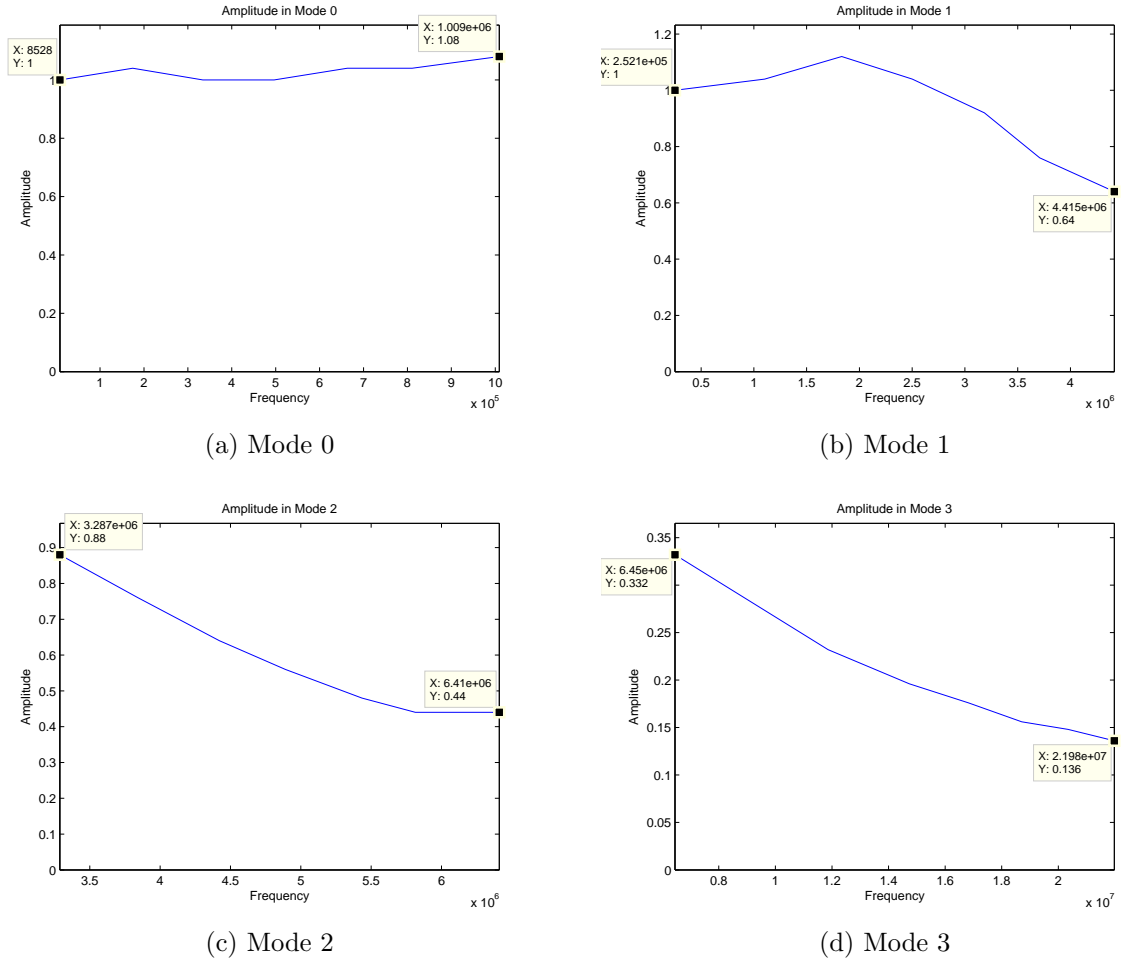 Amplitude in Mode 0
X: 8528
Y: 1
X: 1.009e+06
Y: 1.08
Amplitude
1
0.8
0.6
0.4
0.2
0
1 2 3 4 5 6 7 8 9 10
x 10^5
Frequency
(a) Mode 0
Amplitude in Mode 1
X: 2.521e+05
Y: 1
X: 4.415e+06
Y: 0.64
Amplitude
1.2
1
0.8
0.6
0.4
0.2
0
0.5 1 1.5 2 2.5 3 3.5 4
x 10^6
Frequency
(b) Mode 1
Amplitude in Mode 2
X: 3.287e+06
Y: 0.88
X: 6.41e+06
Y: 0.44
Amplitude
0.9
0.8
0.7
0.6
0.5
0.4
0.3
0.2
0.1
0
3.5 4 4.5 5 5.5 6
x 10^6
Frequency
(c) Mode 2
Amplitude in Mode 3
X: 6.45e+06
Y: 0.332
X: 2.198e+07
Y: 0.136
Amplitude
0.35
0.25
0.2
0.15
0.1
0.05
0
0.8 1 1.2 1.4 1.6 1.8 2
x 10^7
Frequency
(d) Mode 3